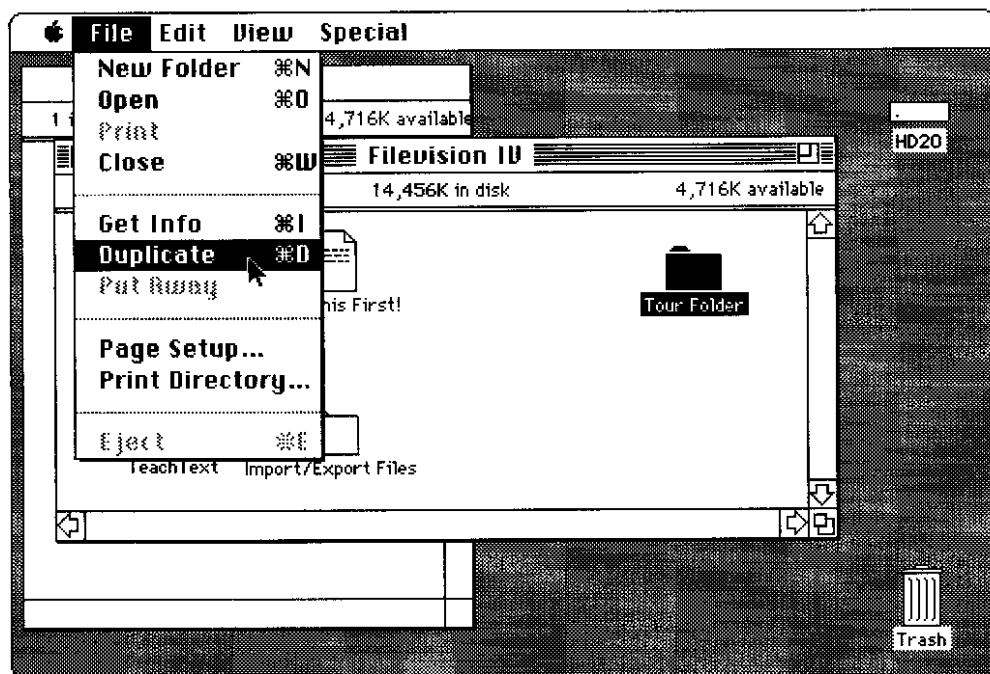 File Edit View Special
New Folder ⌘N
Open ⌘O
Print
Close ⌘W
Get Info ⌘I
Duplicate ⌘D
Put Away
Page Setup...
Print Directory...
Eject ⌘E
1 4,716K available
HD20
Filevision IV
14,456K in disk 4,716K available
his First!
Tour Folder
TeachText Import/Export Files
Trash